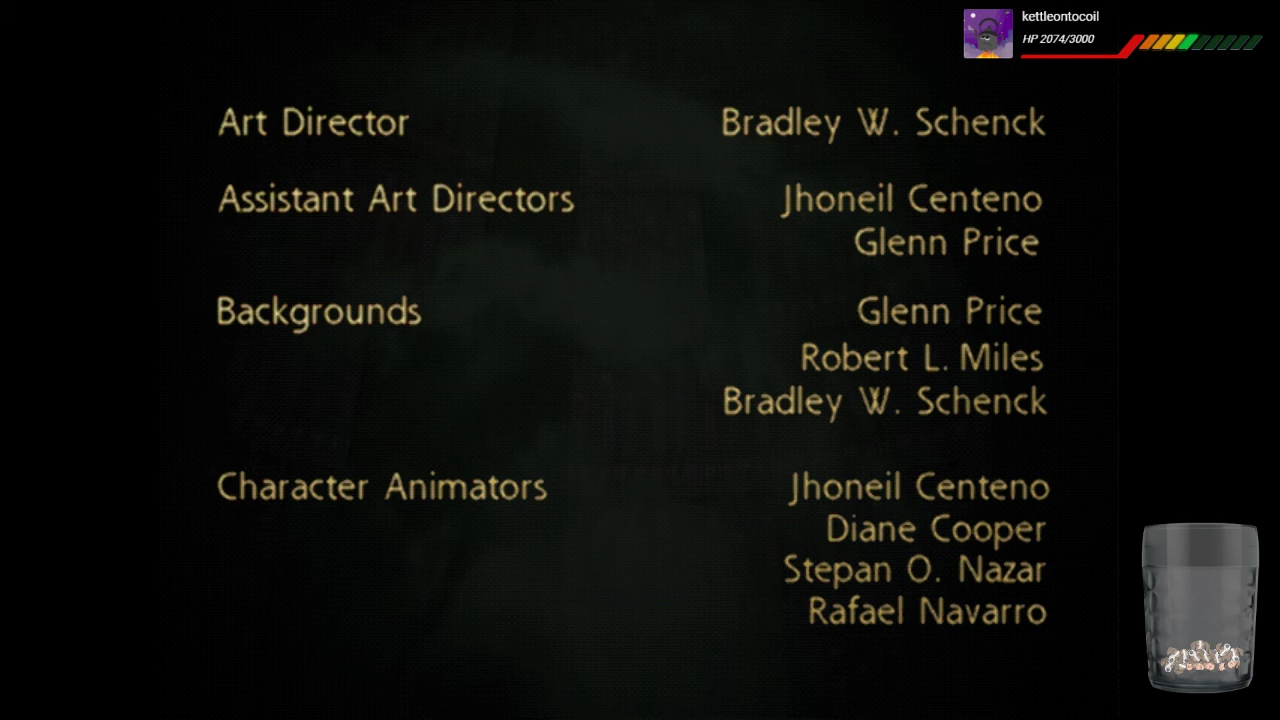 kettleontocoil
HP 2074/3000
Art Director Bradley W. Schenck
Assistant Art Directors Jhoneil Centeno
Glenn Price
Backgrounds Glenn Price
Robert L. Miles
Bradley W. Schenck
Character Animators Jhoneil Centeno
Diane Cooper
Stepan O. Nazar
Rafael Navarro